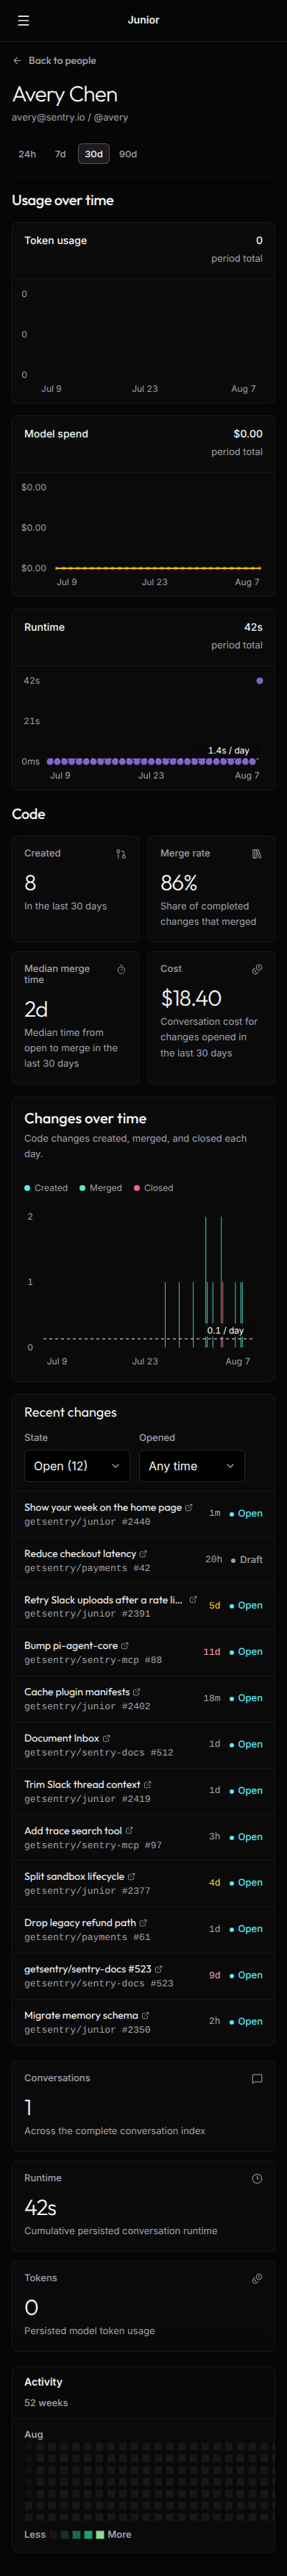 Junior
Back to people
Avery Chen
avery@sentry.io / @avery
24h 7d 30d 90d
Usage over time
Token usage 0
period total
0
0
0
Jul 9 Jul 23 Aug 7
Model spend $0.00
period total
$0.00
$0.00
$0.00
Jul 9 Jul 23 Aug 7
Runtime 42s
period total
42s
21s
1.4s / day
0ms
Jul 9 Jul 23 Aug 7
Code
Created
8
In the last 30 days
Merge rate
86%
Share of completed
changes that merged
Median merge
time
2d
Median time from
open to merge in the
last 30 days
Cost
$18.40
Conversation cost for
changes opened in
the last 30 days
Changes over time
Code changes created, merged, and closed each
day.
Created Merged Closed
2
1
0.1 / day
0
Jul 9 Jul 23 Aug 7
Recent changes
State Opened
Open (12) Any time
Show your week on the home page 1m Open
getsentry/junior #2440
Reduce checkout latency 20h Draft
getsentry/payments #42
Retry Slack uploads after a rate li... 5d Open
getsentry/junior #2391
Bump pi-agent-core 11d Open
getsentry/sentry-mcp #88
Cache plugin manifests 18m Open
getsentry/junior #2402
Document Inbox 1d Open
getsentry/sentry-docs #512
Trim Slack thread context 1d Open
getsentry/junior #2419
Add trace search tool 3h Open
getsentry/sentry-mcp #97
Split sandbox lifecycle 4d Open
getsentry/junior #2377
Drop legacy refund path 1d Open
getsentry/payments #61
getsentry/sentry-docs #523 9d Open
getsentry/sentry-docs #523
Migrate memory schema 2h Open
getsentry/junior #2350
Conversations
1
Across the complete conversation index
Runtime
42s
Cumulative persisted conversation runtime
Tokens
0
Persisted model token usage
Activity
52 weeks
Aug
Less More